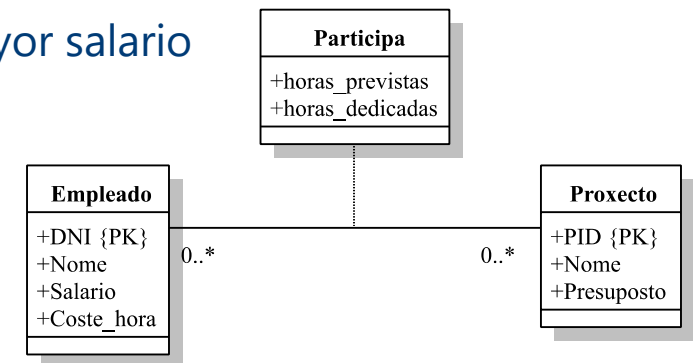 yor salario
Participa
+horas_previstas
+horas_dedicadas
Empleado
+DNI {PK}
+Nome
+Salario
+Coste_hora
0..*
0..*
Proxecto
+PID {PK}
+Nome
+Presuposto